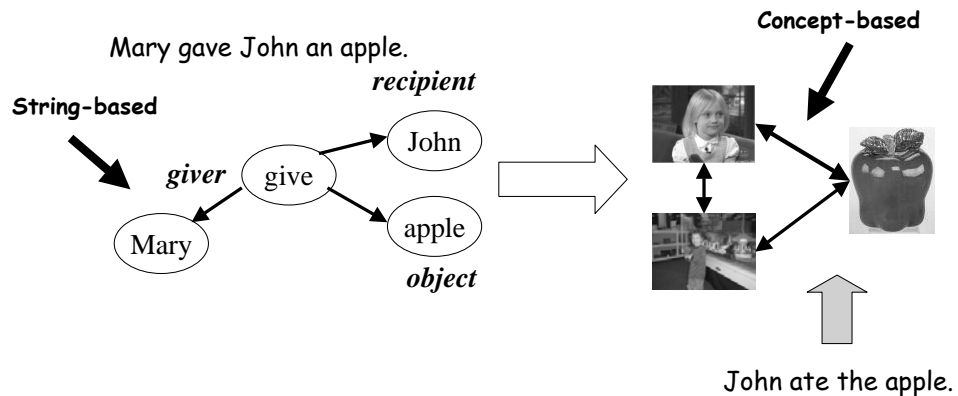 Concept-based
Mary gave John an apple.
recipient
String-based
John
giver
give
Mary
apple
object
John ate the apple.